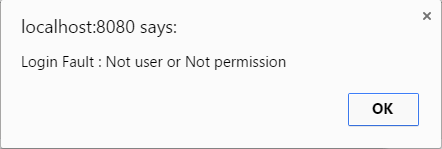 localhost:8080 says:
Login Fault : Not user or Not permission
OK